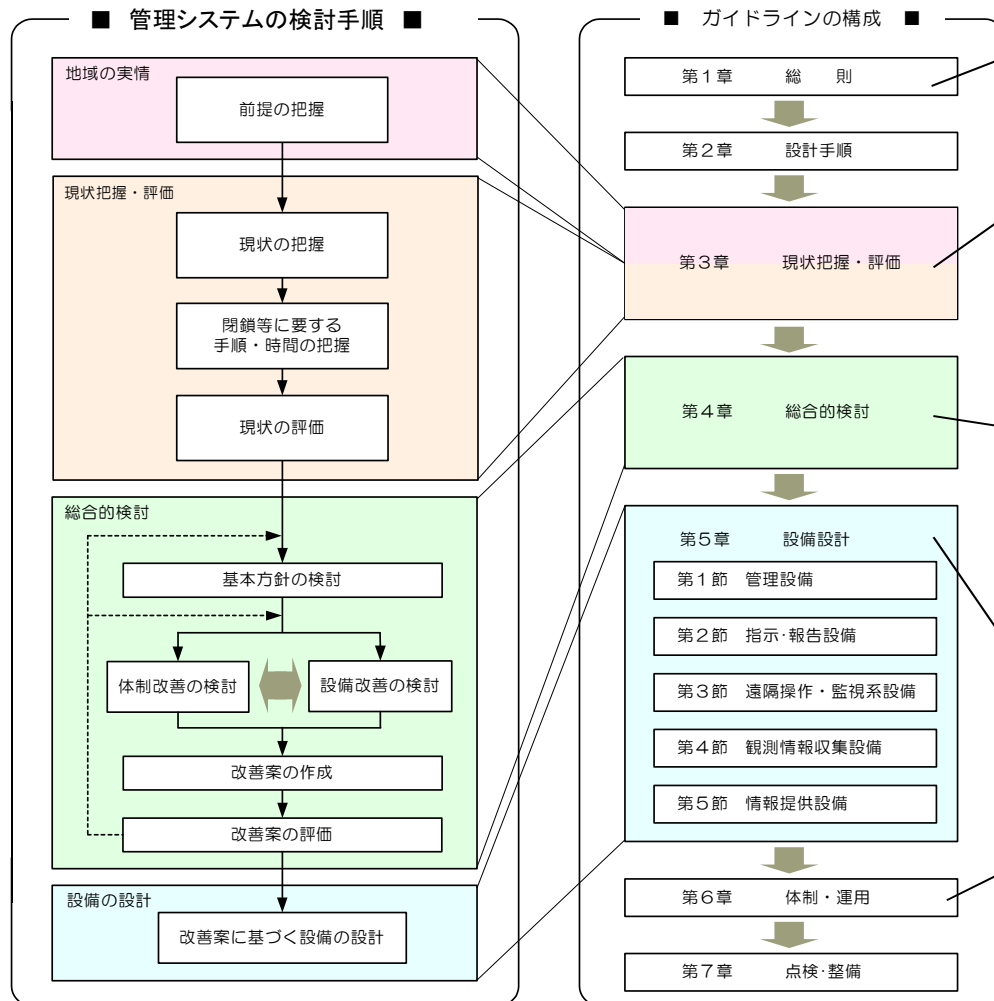 ■ 管理システムの検討手順 ■
地域の実情
前提の把握
現状把握・評価
現状の把握
閉鎖等に要する
手順・時間の把握
現状の評価
総合的検討
基本方針の検討
体制改善の検討
設備改善の検討
改善案の作成
改善案の評価
設備の設計
改善案に基づく設備の設計
■ ガイドラインの構成 ■
第1章 総 則
第2章 設計手順
第3章 現状把握・評価
第4章 総合的検討
第5章 設備設計
第1節 管理設備
第2節 指示・報告設備
第3節 遠隔操作・監視系設備
第4節 観測情報収集設備
第5節 情報提供設備
第6章 体制・運用
第7章 点検・整備